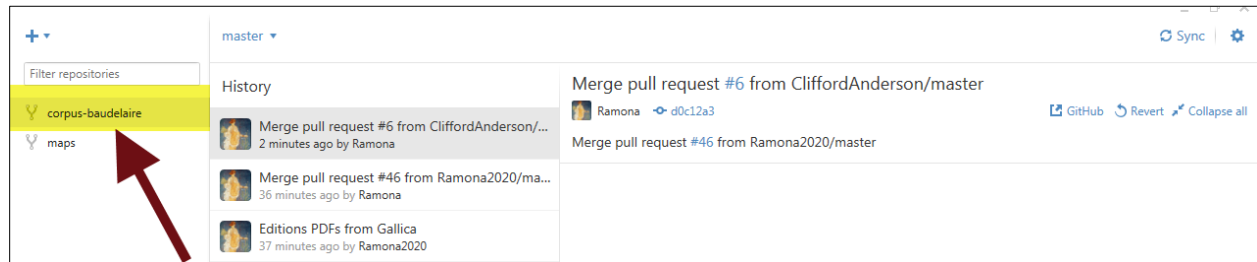 master
Sync
Filter repositories
corpus-baudelaire
maps
History
Merge pull request #6 from CliffordAnderson/...
2 minutes ago by Ramona
Merge pull request #46 from Ramona2020/ma...
36 minutes ago by Ramona
Editions PDFs from Gallica
37 minutes ago by Ramona2020
Merge pull request #6 from CliffordAnderson/master
Ramona d0c12a3
GitHub Revert Collapse all
Merge pull request #46 from Ramona2020/master